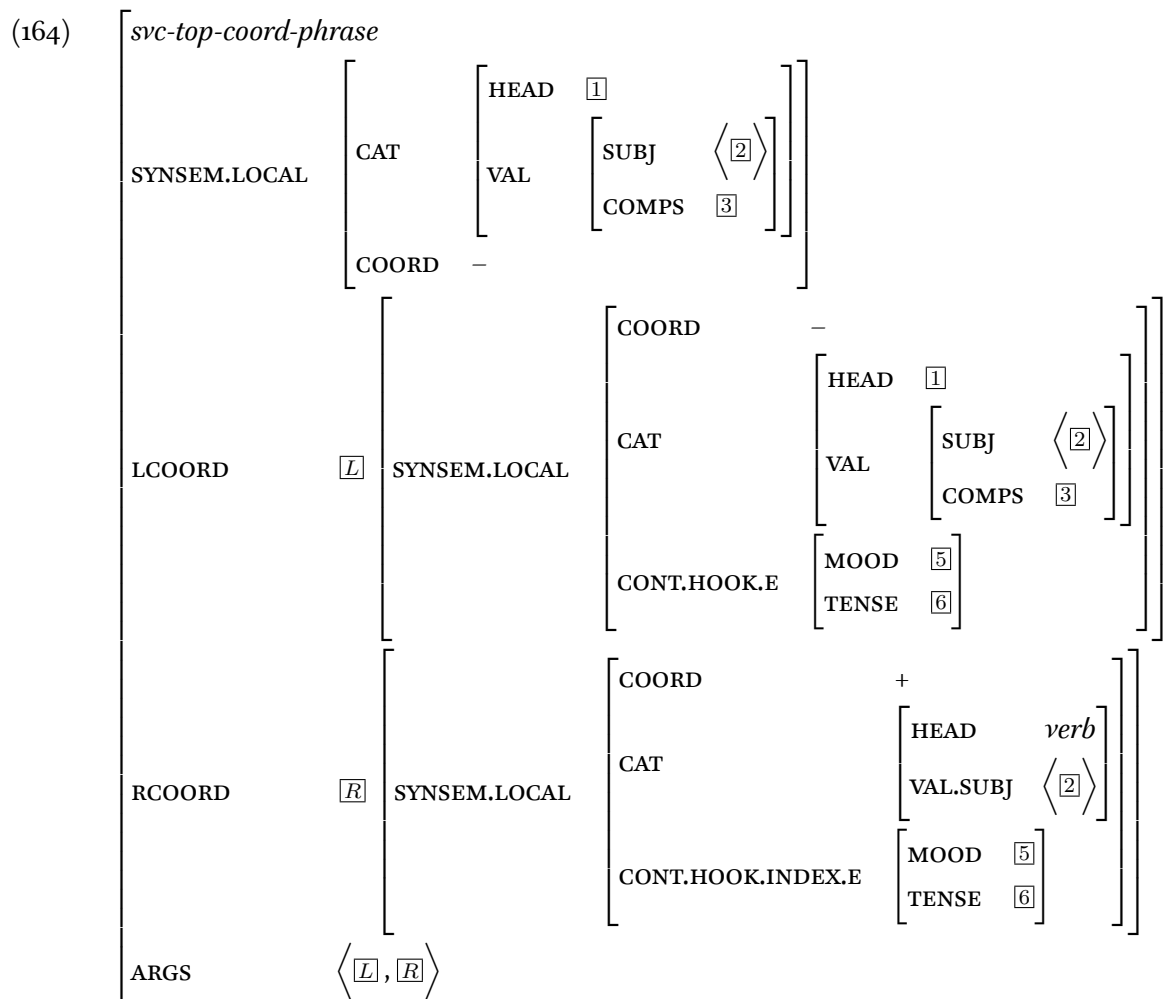 (164) svc-top-coord-phrase
HEAD 1
CAT SUBJ ⟨2⟩
VAL
SYNSEM.LOCAL COMPS 3
COORD –
COORD –
HEAD 1
CAT SUBJ ⟨2⟩
VAL
LCOORD L SYNSEM.LOCAL COMPS 3
MOOD 5
CONT.HOOK.E
TENSE 6
COORD +
HEAD verb
CAT
VAL.SUBJ ⟨2⟩
RCOORD R SYNSEM.LOCAL
MOOD 5
CONT.HOOK.INDEX.E
TENSE 6
ARGS ⟨L, R⟩